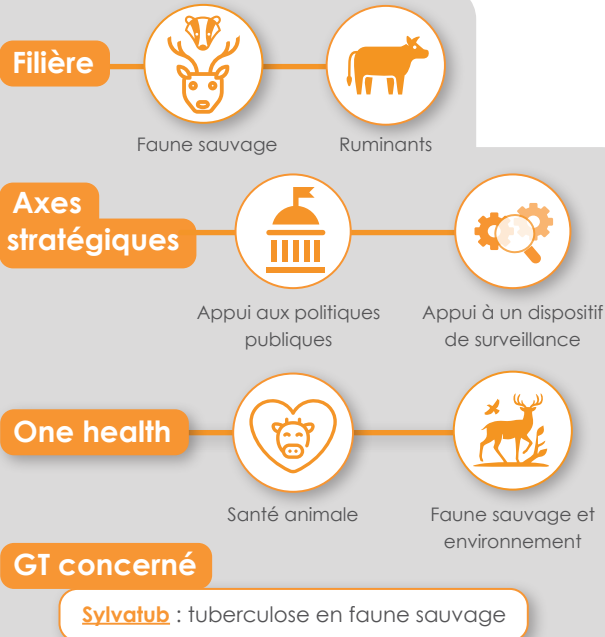 Filière
Faune sauvage
Ruminants
Axes
stratégiques
Appui aux politiques
publiques
Appui à un dispositif
de surveillance
One health
Santé animale
Faune sauvage et
environnement
GT concerné
Sylvatub : tuberculose en faune sauvage